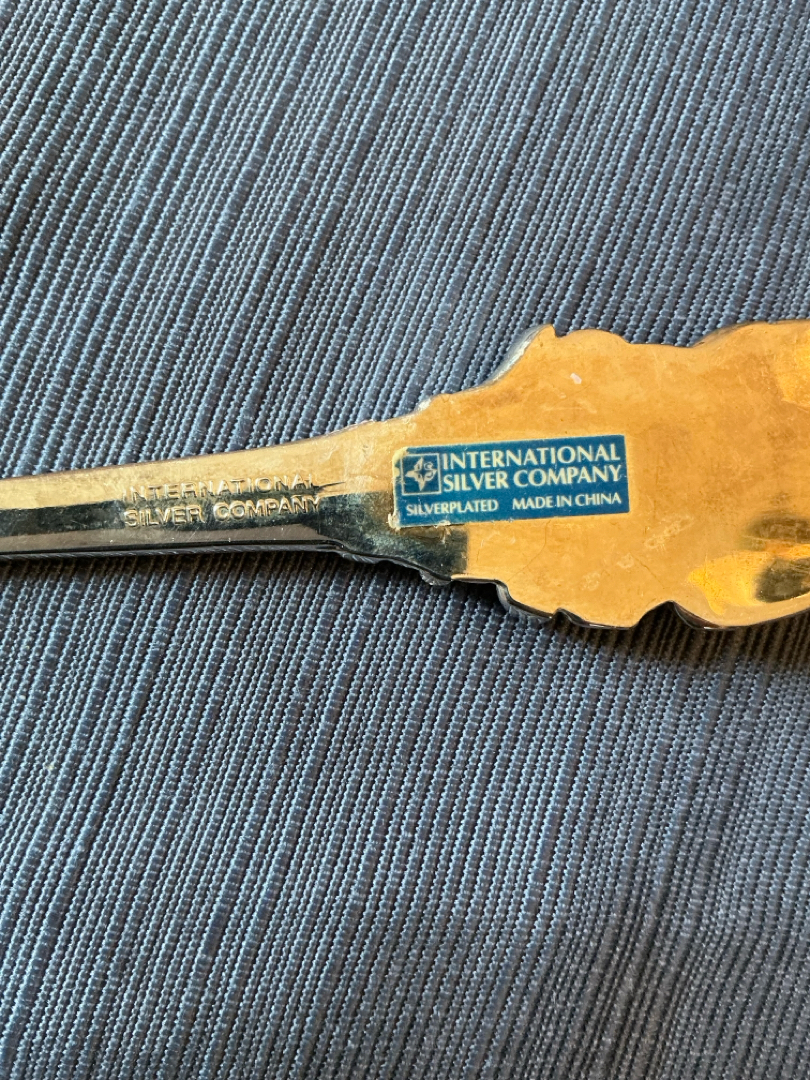 INTERNATIONAL
SILVER COMPANY
INTERNATIONAL
SILVER COMPANY
SILVERPLATED MADE IN CHINA